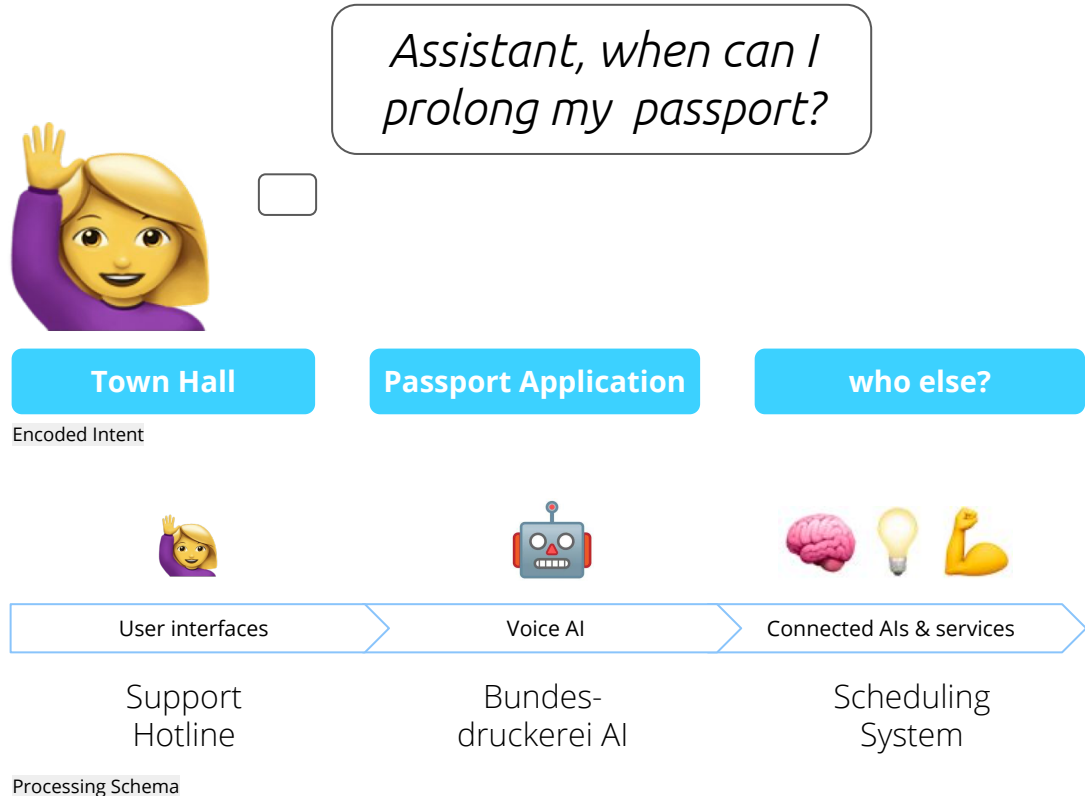 Assistant, when can I
prolong my passport?
Town Hall
Passport Application
who else?
Encoded Intent
User interfaces
Voice AI
Connected AIs & services
Support
Hotline
Bundes-
druckerei AI
Scheduling
System
Processing Schema